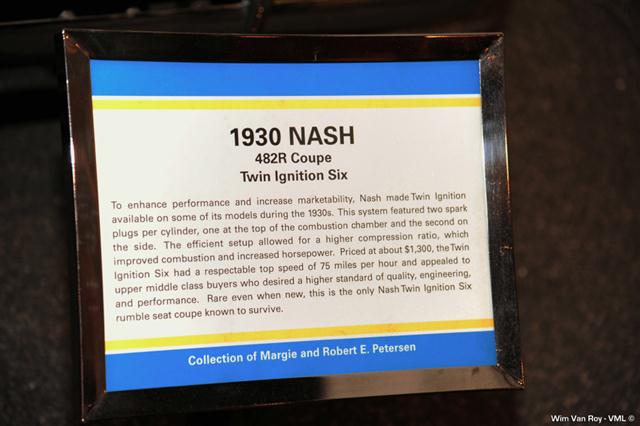 1930 NASH
482R Coupe
Twin Ignition Six
To enhance performance and increase marketability, Nash made Twin Ignition
available on some of its models during the 1930s. This system featured two spark
plugs per cylinder, one at the top of the combustion chamber and the second on
the side. The efficient setup allowed for a higher compression ratio, which
improved combustion and increased horsepower. Priced at about $1,300, the Twin
Ignition Six had a respectable top speed of 75 miles per hour and appealed to
upper middle class buyers who desired a higher standard of quality, engineering,
and performance. Rare even when new, this is the only Nash Twin Ignition Six
rumble seat coupe known to survive.
Collection of Margie and Robert E. Petersen
Wim Van Roy - VML ©